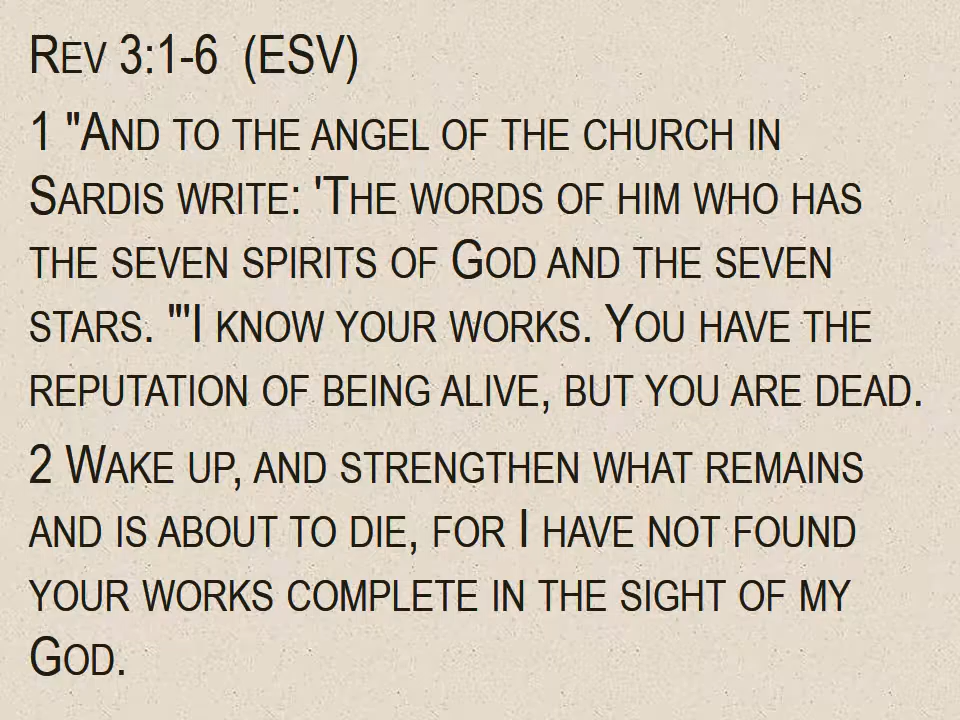 Rev 3:1-6 (ESV)
1 "And to the angel of the church in
Sardis write: 'The words of him who has
the seven spirits of God and the seven
stars. "'I know your works. You have the
reputation of being alive, but you are dead.
2 Wake up, and strengthen what remains
and is about to die, for I have not found
your works complete in the sight of my
God.